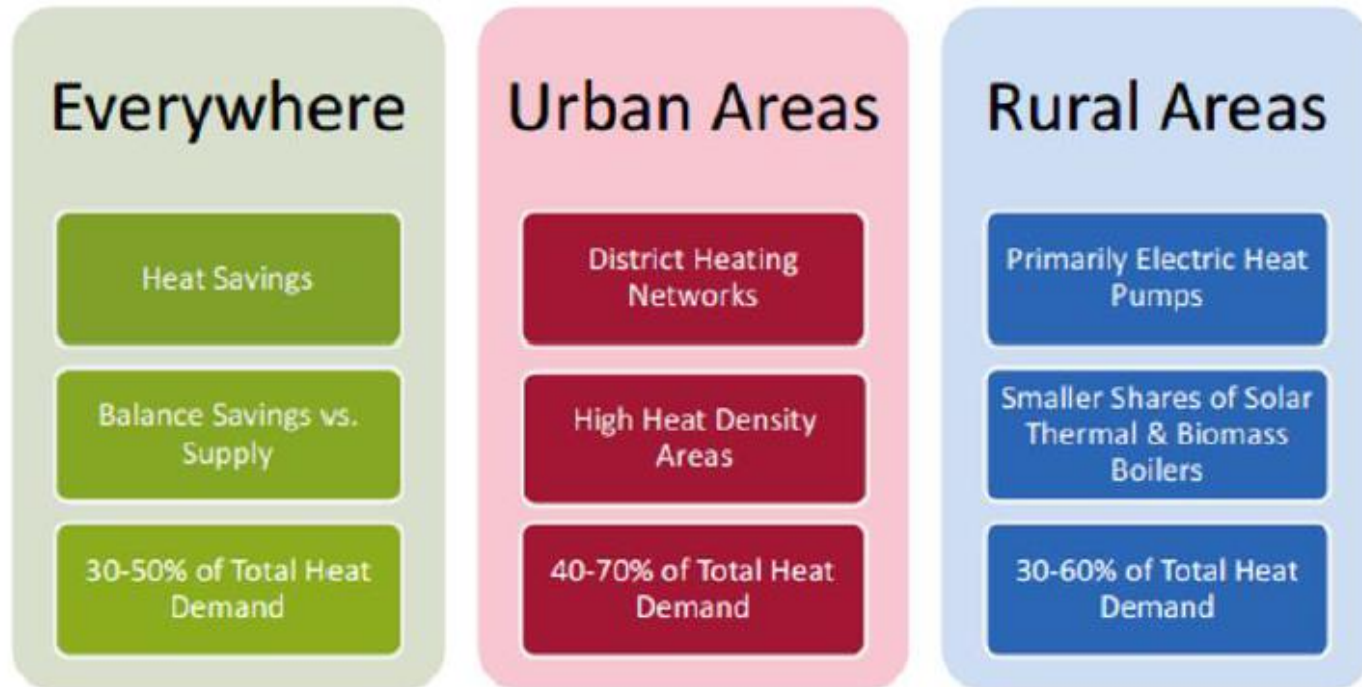 Everywhere
Heat Savings
Balance Savings vs.
Supply
30-50% of Total Heat
Demand
Urban Areas
District Heating
Networks
High Heat Density
Areas
40-70% of Total Heat
Demand
Rural Areas
Primarily Electric Heat
Pumps
Smaller Shares of Solar
Thermal & Biomass
Boilers
30-60% of Total Heat
Demand